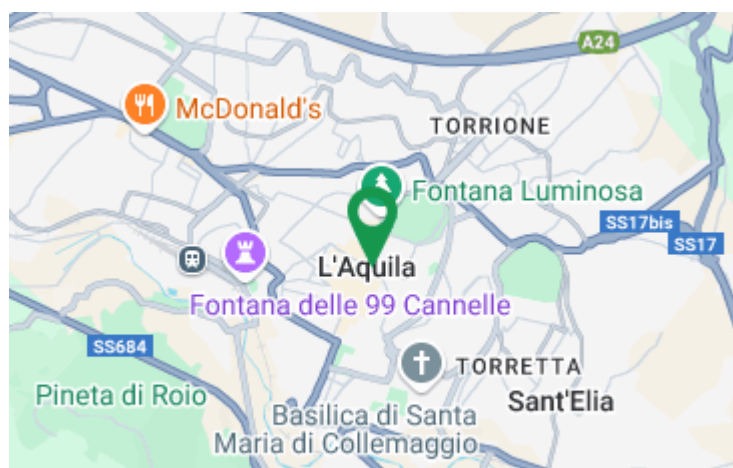 A24
McDonald's
TORRIONE
Fontana Luminosa
SS17bis
SS17
L'Aquila
Fontana delle 99 Cannelle
SS684
TORRETTA
Pineta di Roio
Sant'Elia
Basilica di Santa
Maria di Collemaggio